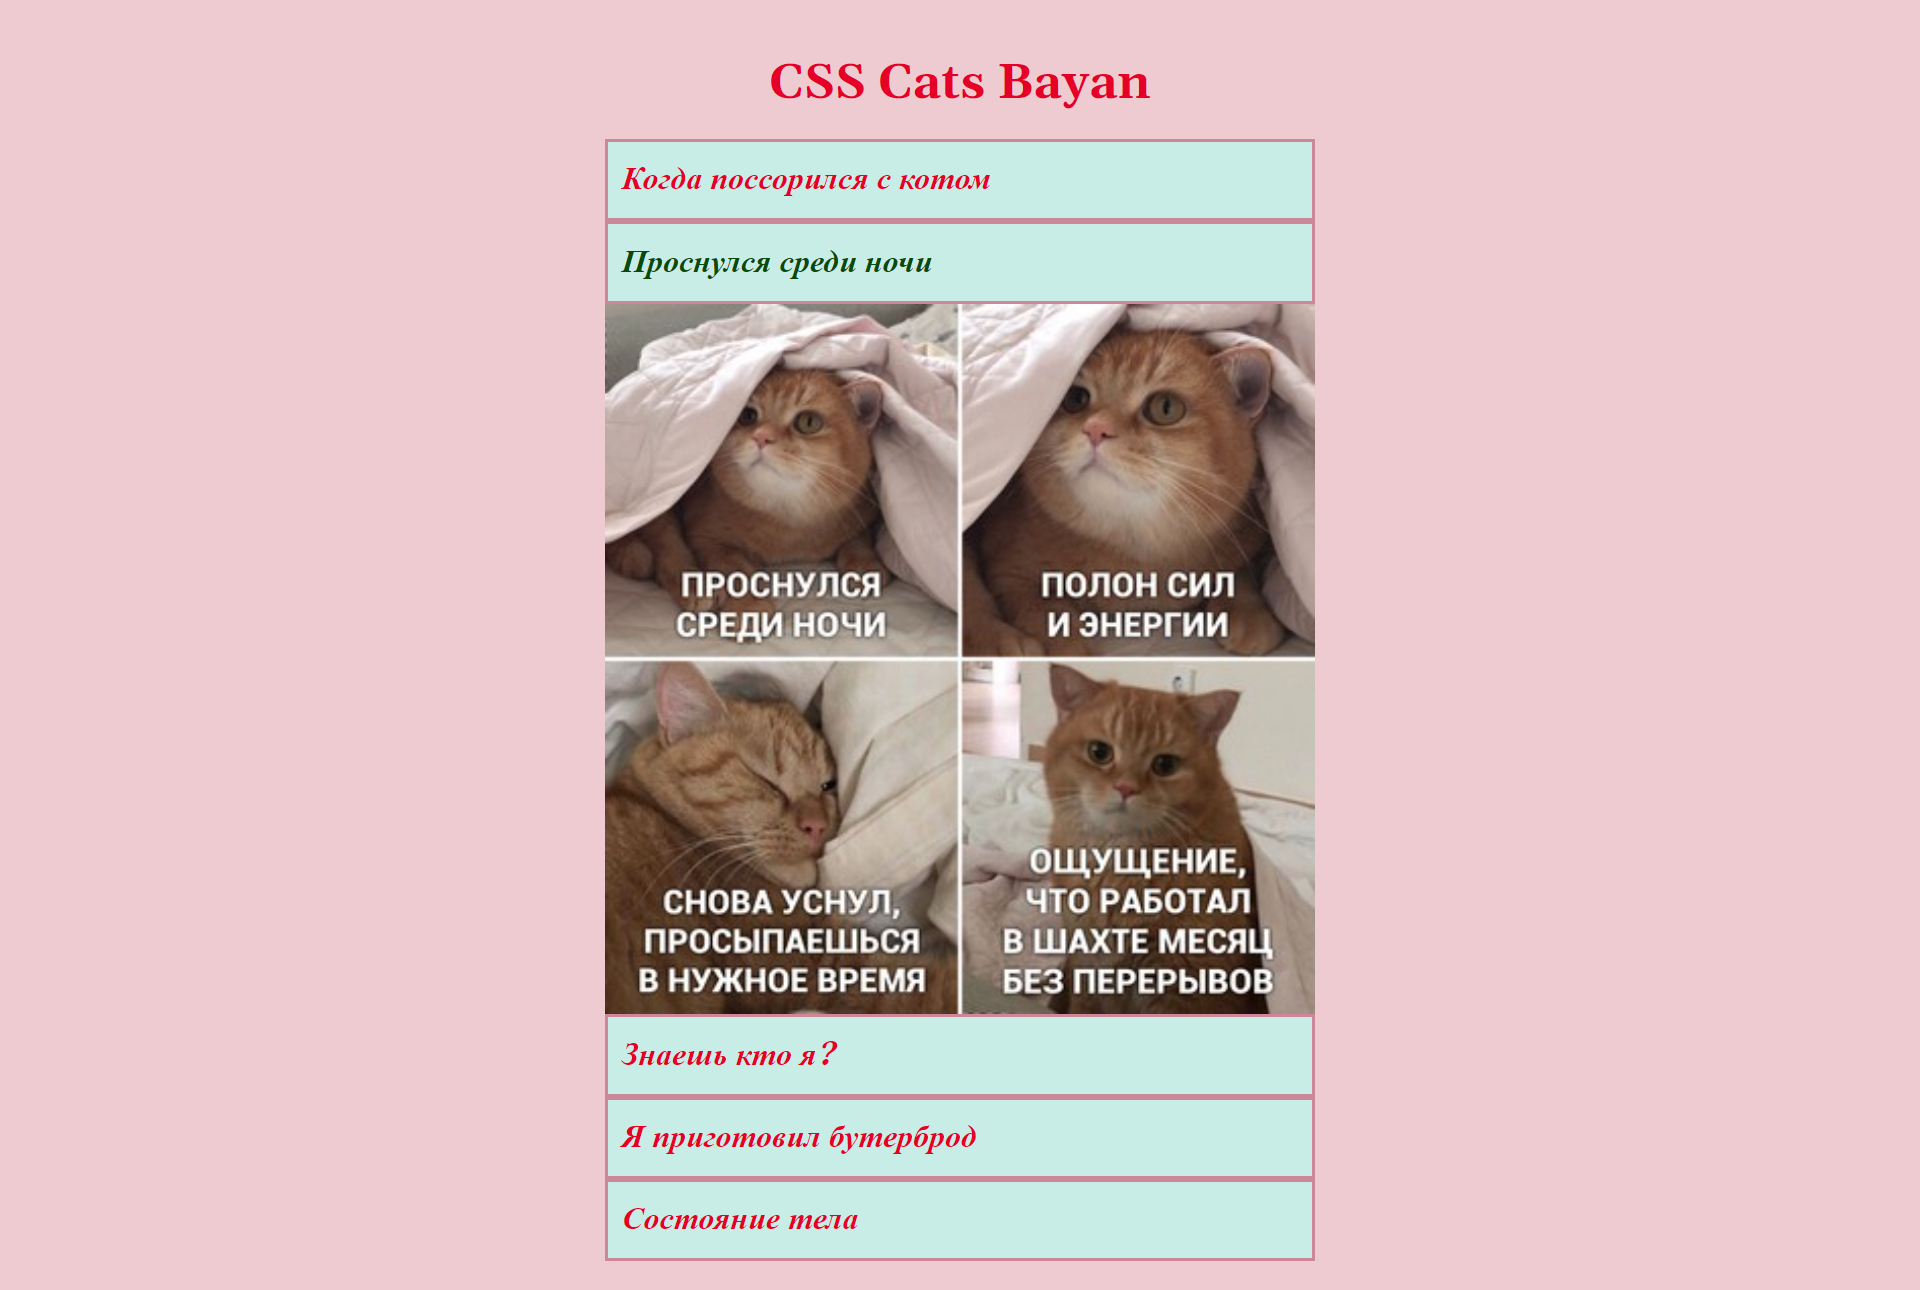 CSS Cats Bayan
Когда поссорился с котом
Проснулся среди ночи
ПРОСНУЛСЯ
СРЕДИ НОЧИ
ПОЛОН СИЛ
И ЭНЕРГИИ
СНОВА УСНУЛ,
ПРОСЫПАЕШЬСЯ
В НУЖНОЕ ВРЕМЯ
ОЩУЩЕНИЕ,
ЧТО РАБОТАЛ
В ШАХТЕ МЕСЯЦ
БЕЗ ПЕРЕРЫВОВ
Знаешь кто я?
Я приготовил бутерброд
Состояние тела